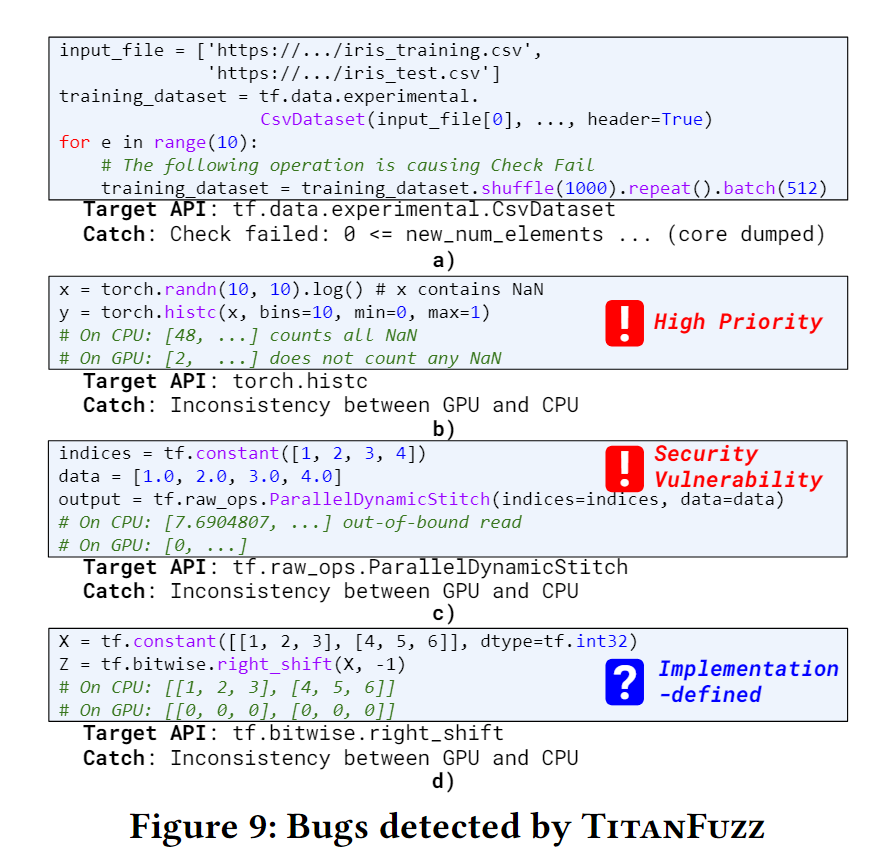 input_file = ['https://.../iris_training.csv',
'https://.../iris_test.csv']
training_dataset = tf.data.experimental.
CsvDataset(input_file[0], ..., header=True)
for e in range(10):
# The following operation is causing Check Fail
training_dataset = training_dataset.shuffle(1000).repeat().batch(512)
Target API: tf.data.experimental.CsvDataset
Catch: Check failed: 0 <= new_num_elements ... (core dumped)
a)
x = torch.randn(10, 10).log() # x contains NaN
y = torch.histc(x, bins=10, min=0, max=1)
# On CPU: [48, ...] counts all NaN
# On GPU: [2, ...] does not count any NaN
! High Priority
Target API: torch.histc
Catch: Inconsistency between GPU and CPU
b)
indices = tf.constant([1, 2, 3, 4])
data = [1.0, 2.0, 3.0, 4.0]
output = tf.raw_ops.ParallelDynamicStitch(indices=indices, data=data)
# On CPU: [7.6904807, ...] out-of-bound read
# On GPU: [0, ...]
! Security
Vulnerability
Target API: tf.raw_ops.ParallelDynamicStitch
Catch: Inconsistency between GPU and CPU
c)
X = tf.constant([[1, 2, 3], [4, 5, 6]], dtype=tf.int32)
Z = tf.bitwise.right_shift(X, -1)
# On CPU: [[1, 2, 3], [4, 5, 6]]
# On GPU: [[0, 0, 0], [0, 0, 0]]
? Implementation
-defined
Target API: tf.bitwise.right_shift
Catch: Inconsistency between GPU and CPU
d)
Figure 9: Bugs detected by TITANFUZZ